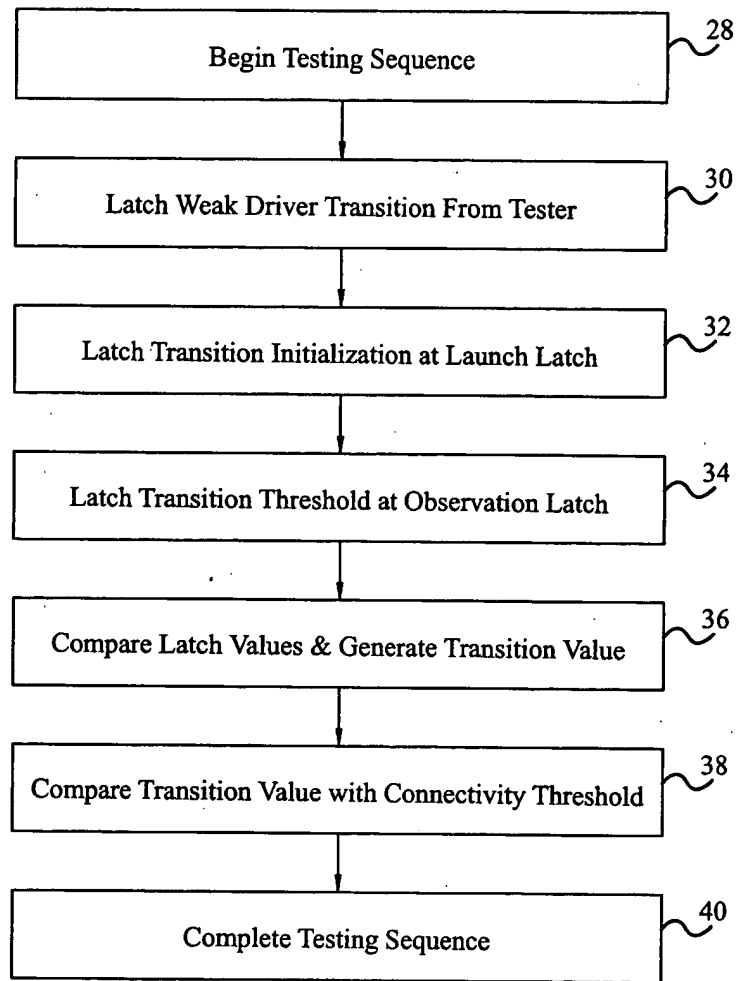 28
Begin Testing Sequence
30
Latch Weak Driver Transition From Tester
32
Latch Transition Initialization at Launch Latch
34
Latch Transition Threshold at Observation Latch
36
Compare Latch Values & Generate Transition Value
38
Compare Transition Value with Connectivity Threshold
40
Complete Testing Sequence